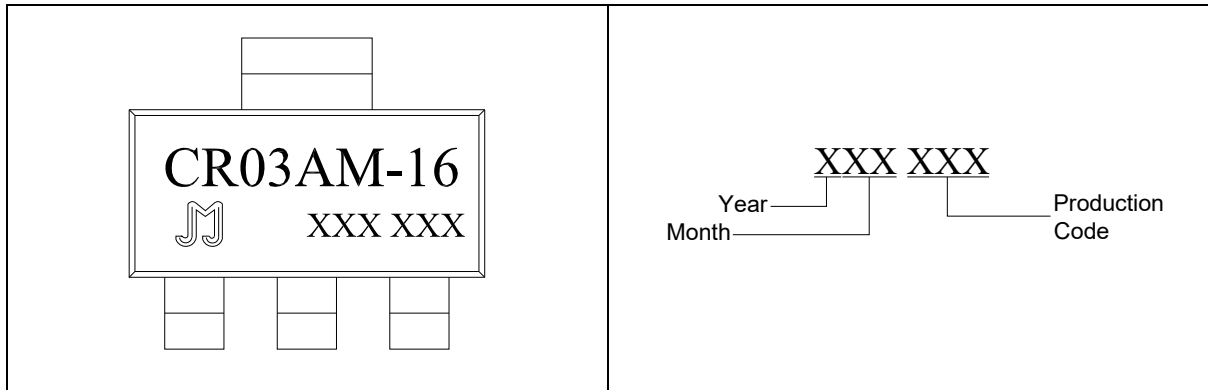 CR03AM-16
XXX XXX
XXX XXX
Year
Month
Production
Code